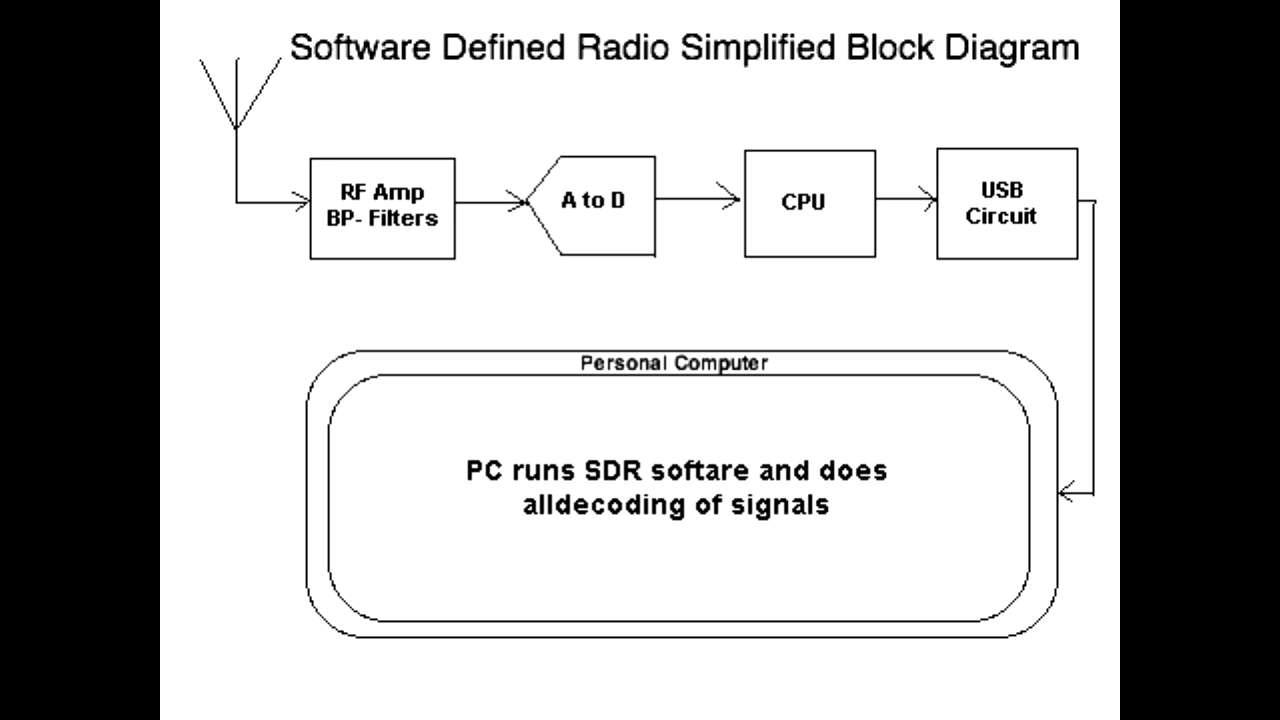 Software Defined Radio Simplified Block Diagram
RF Amp
BP- Filters
A to D
CPU
USB
Circuit
Personal Computer
PC runs SDR softare and does
alldecoding of signals